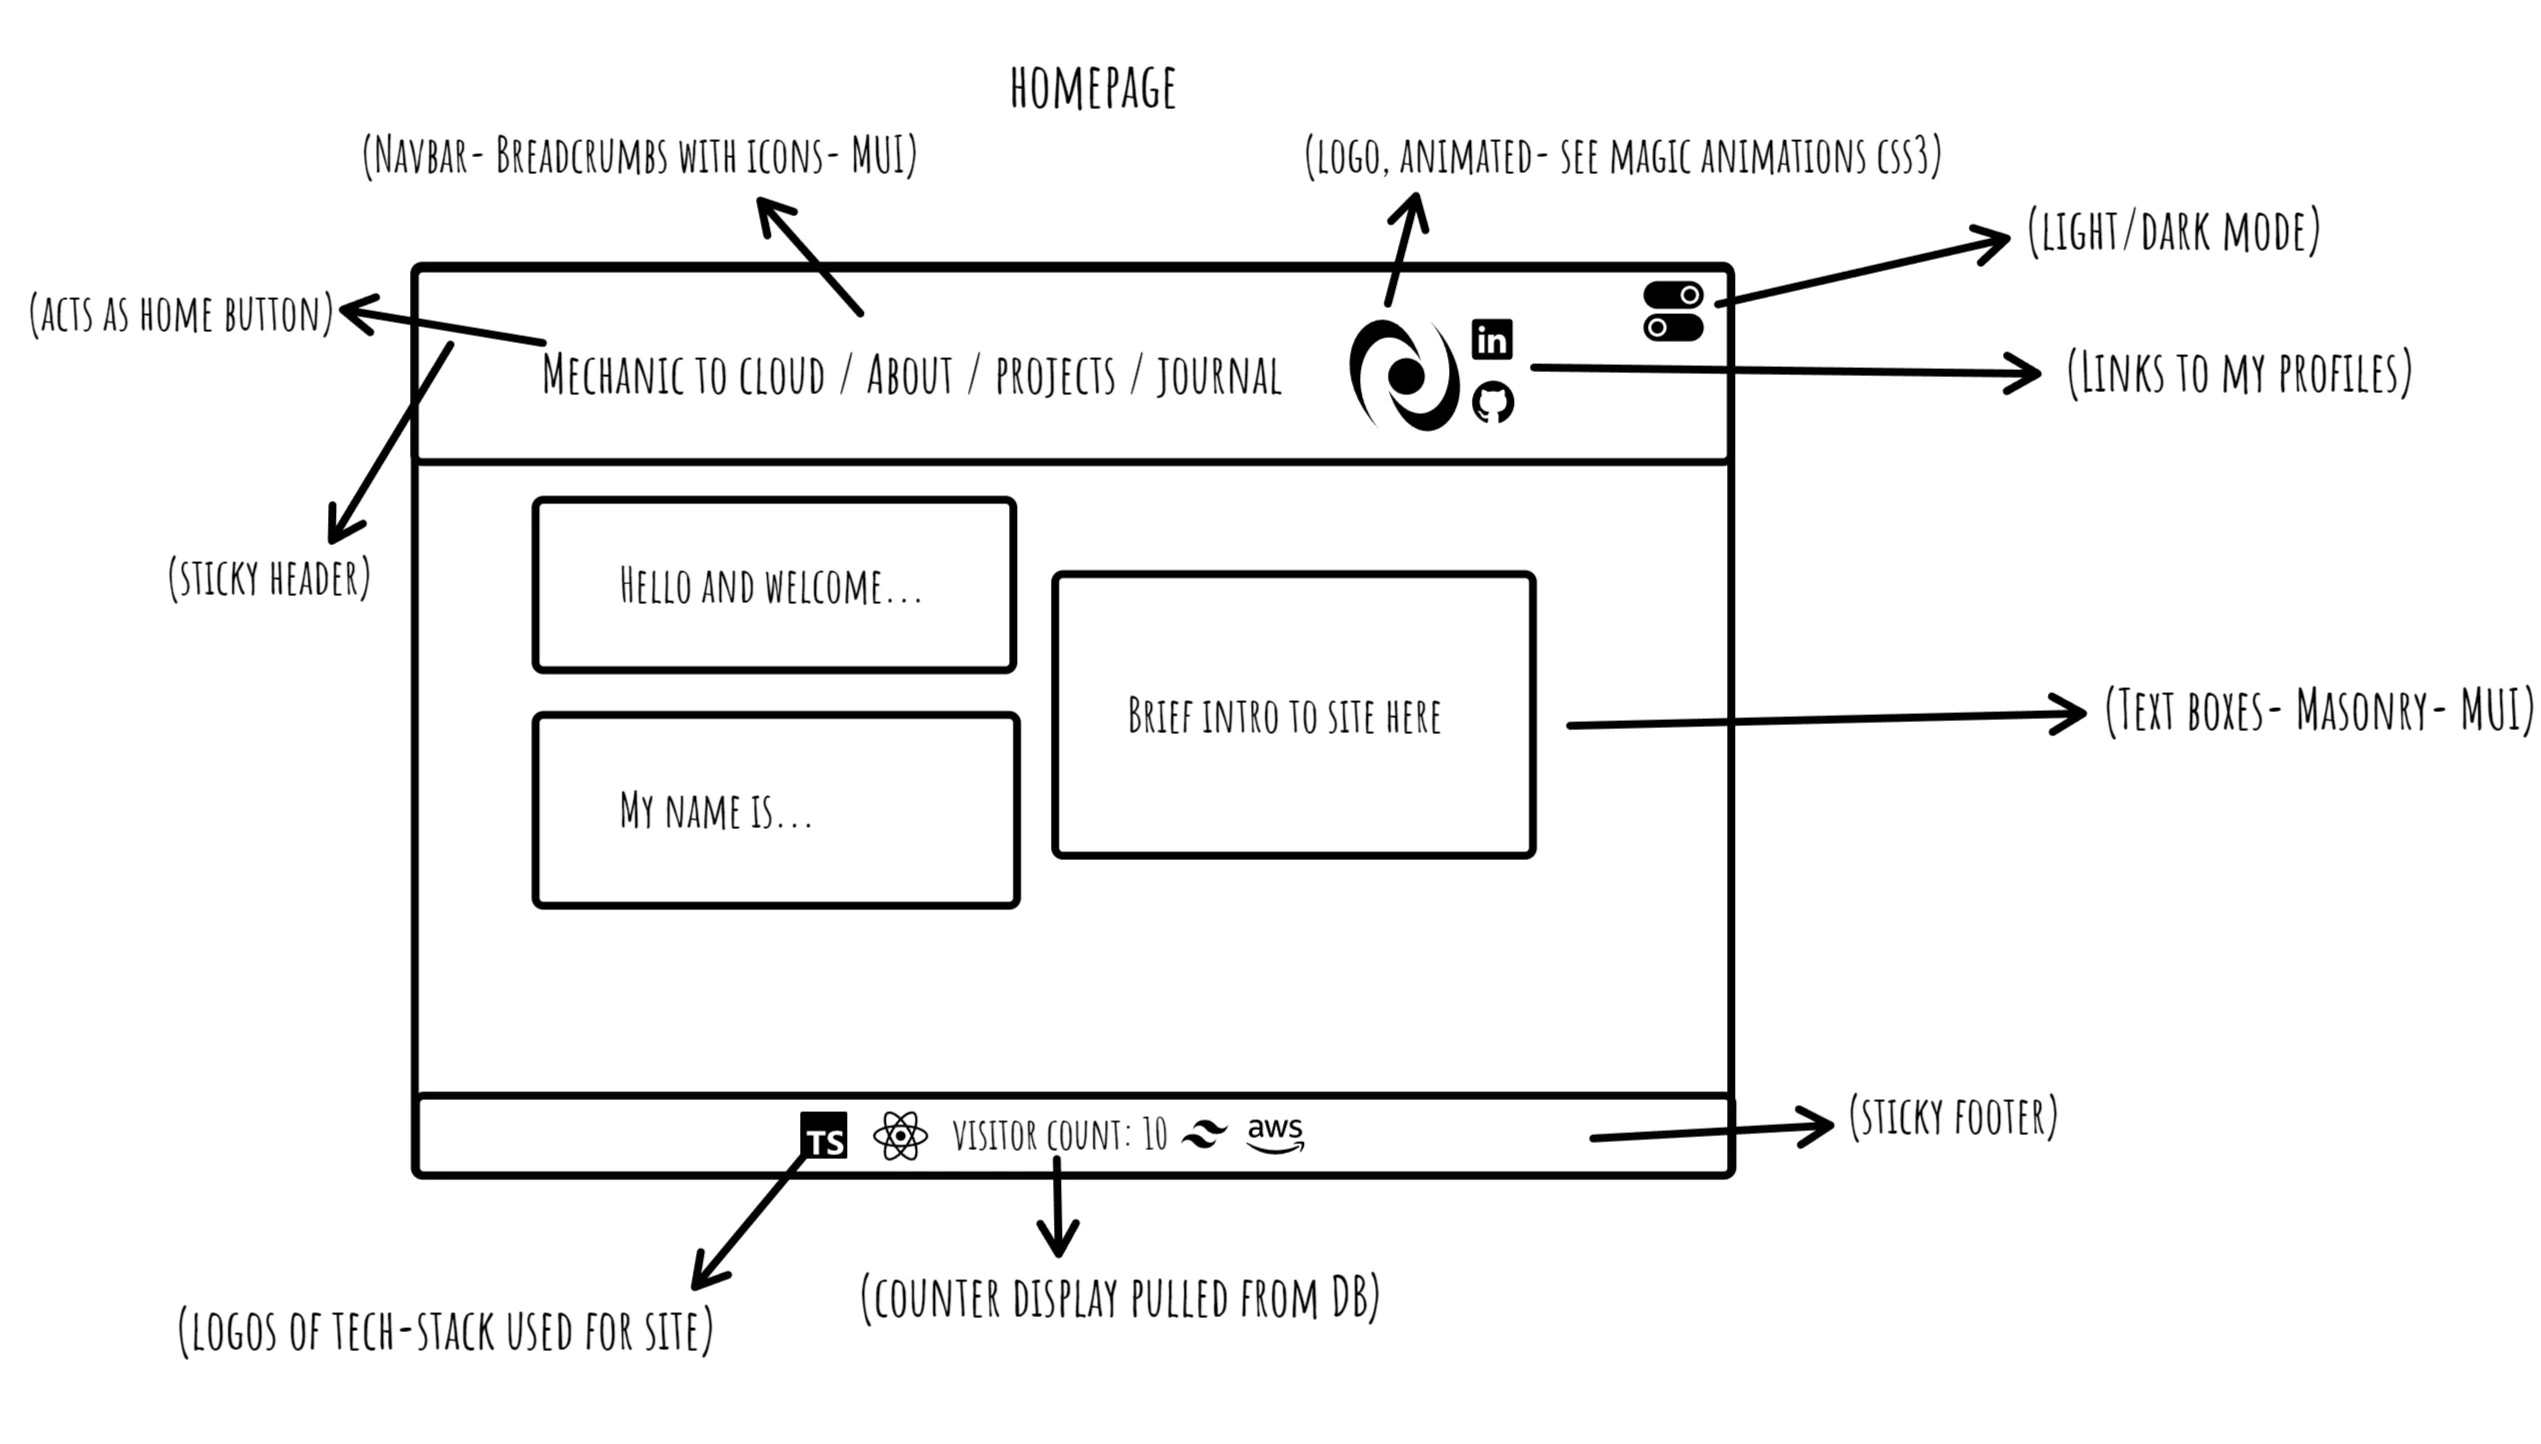 HOMEPAGE
(NAVBAR- BREADCRUMBS WITH ICONS- MUI)
(LOGO, ANIMATED- SEE MAGIC ANIMATIONS CSS3)
(LIGHT/DARK MODE)
(ACTS AS HOME BUTTON)
in
MECHANIC TO CLOUD / ABOUT / PROJECTS / JOURNAL
(LINKS TO MY PROFILES)
(STICKY HEADER)
HELLO AND WELCOME...
BRIEF INTRO TO SITE HERE
(TEXT BOXES- MASONRY- MUI)
MY NAME IS...
TS VISITOR COUNT: 10 aws
(STICKY FOOTER)
(COUNTER DISPLAY PULLED FROM DB)
(LOGOS OF TECH-STACK USED FOR SITE)